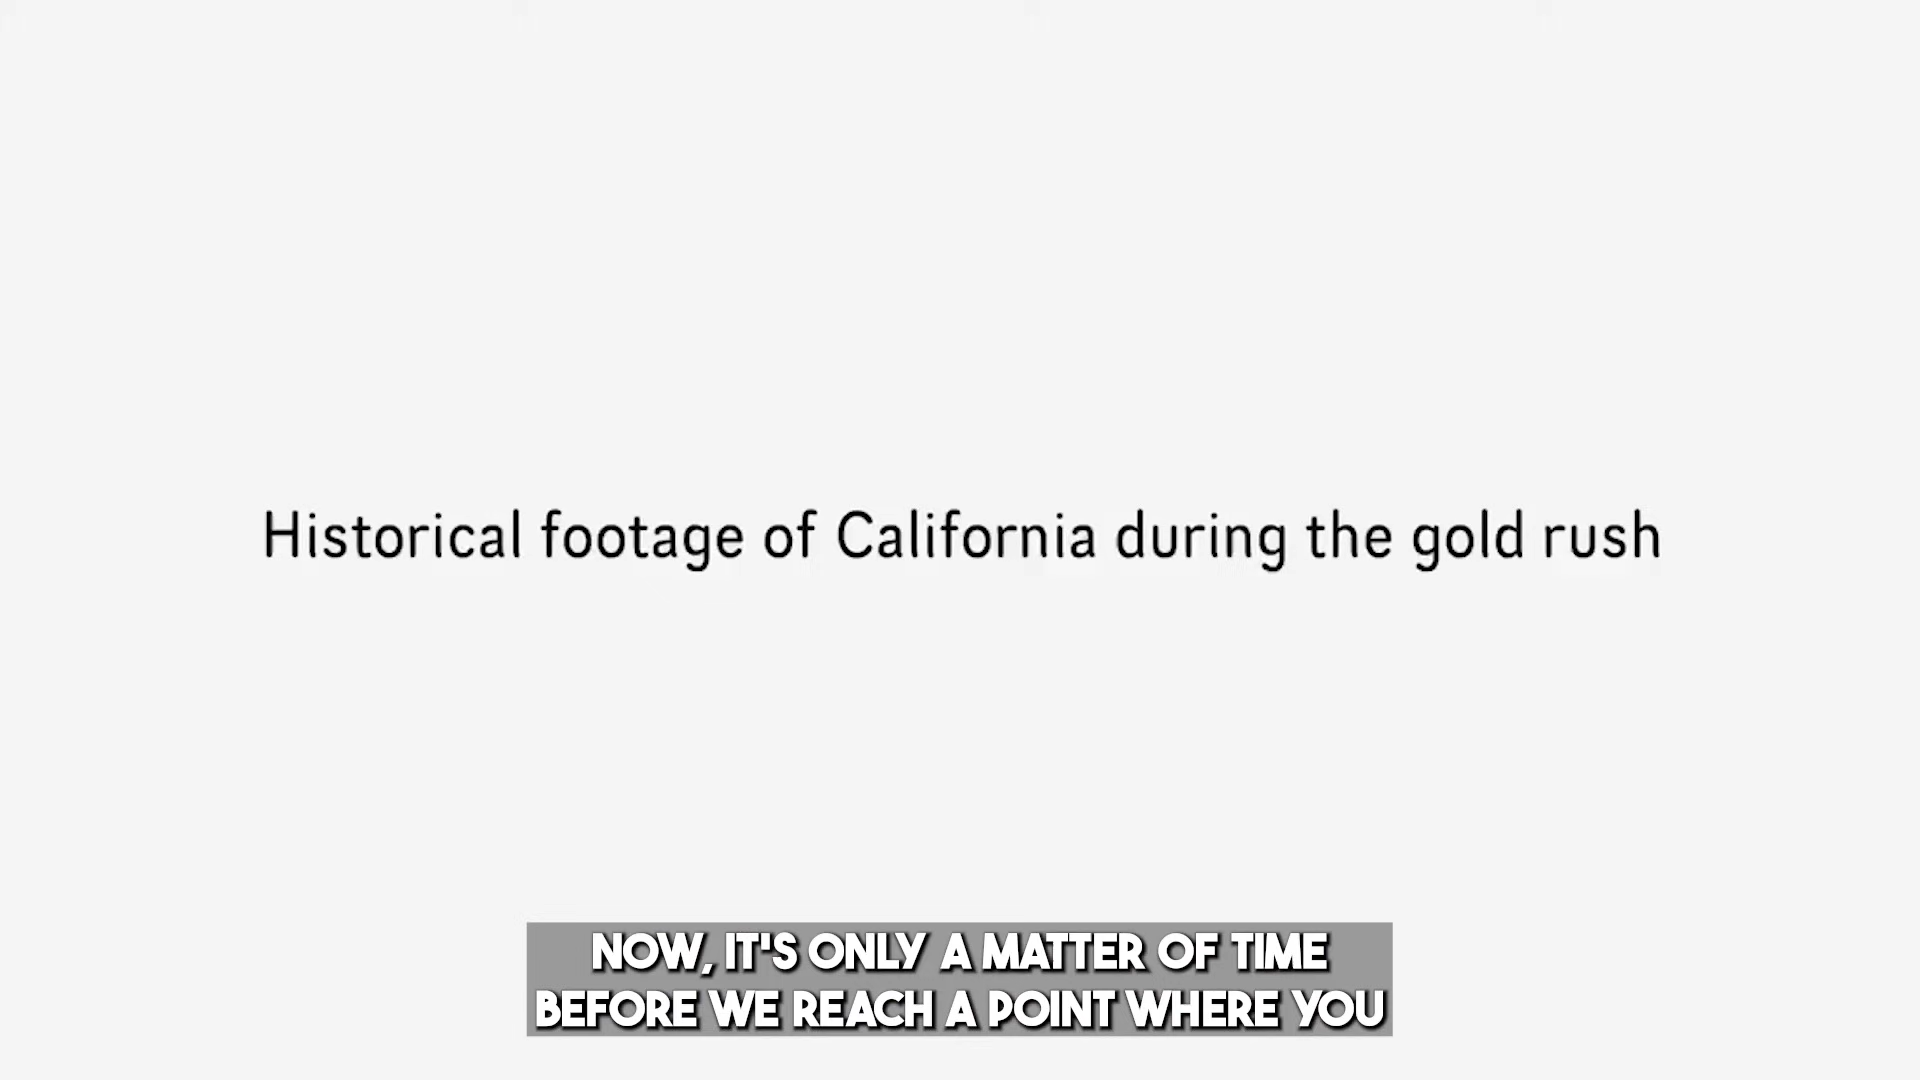 Historical footage of California during the gold rush
NOW, IT'S ONLY A MATTER OF TIME
BEFORE WE REACH A POINT WHERE YOU